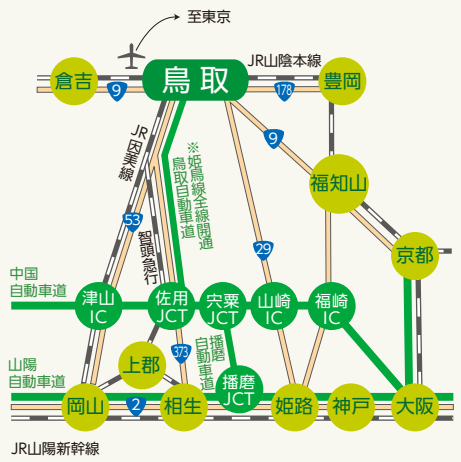 至東京
JR山陰本線
倉吉
9
鳥取
178
豊岡
JR因美線
※姫鳥線全線開通
鳥取自動車道
9
福知山
53
智頭急行
29
京都
中国
自動車道
津山
IC
佐用
JCT
宍粟
JCT
山崎
IC
福崎
IC
山陽
自動車道
上郡
373
播磨
自動車道
播磨
JCT
岡山
2
相生
姫路
神戸
大阪
JR山陽新幹線